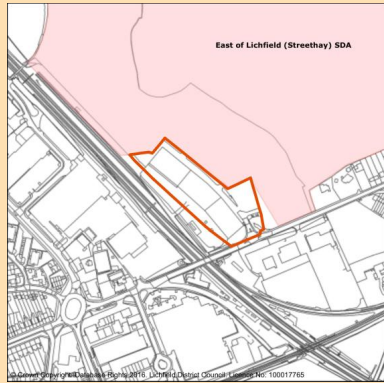 East of Lichfield (Streethay) SDA
© Crown Copyright Database Rights 2016. Lichfield District Council. Licence No: 100017765